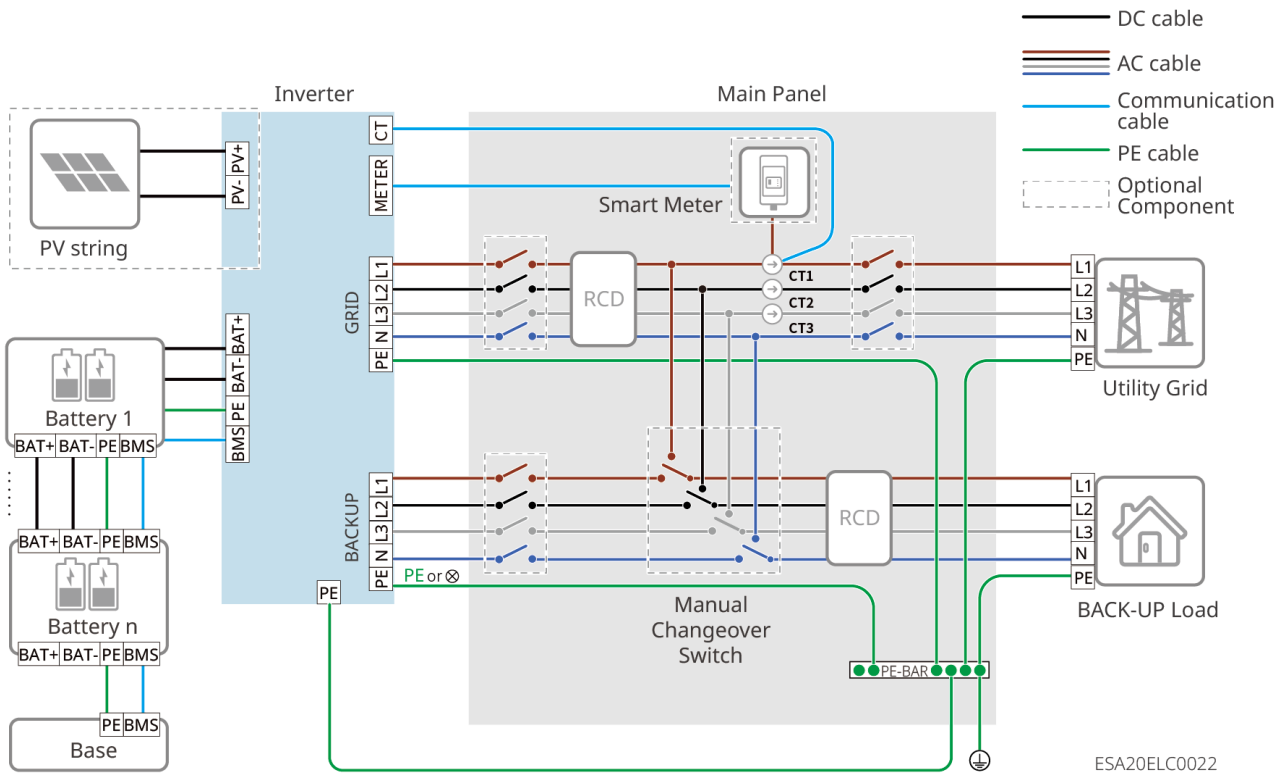 DC cable
AC cable
Communication
cable
PE cable
Optional
Component
Inverter
Main Panel
PV string
PV+
PV-
CT
METER
Smart Meter
CT1
CT2
CT3
GRID
L1
L2
L3
N
PE
RCD
L1
L2
L3
N
PE
Utility Grid
Battery 1
BAT+
BAT-
PE
BMS
BAT+ BAT- PE BMS
BAT+ BAT- PE BMS
Battery n
BAT+ BAT- PE BMS
PE BMS
Base
BACKUP
L1
L2
L3
N
PE
PE or ⊗
PE
Manual
Changeover
Switch
RCD
L1
L2
L3
N
PE
BACK-UP Load
PE-BAR
ESA20ELC0022